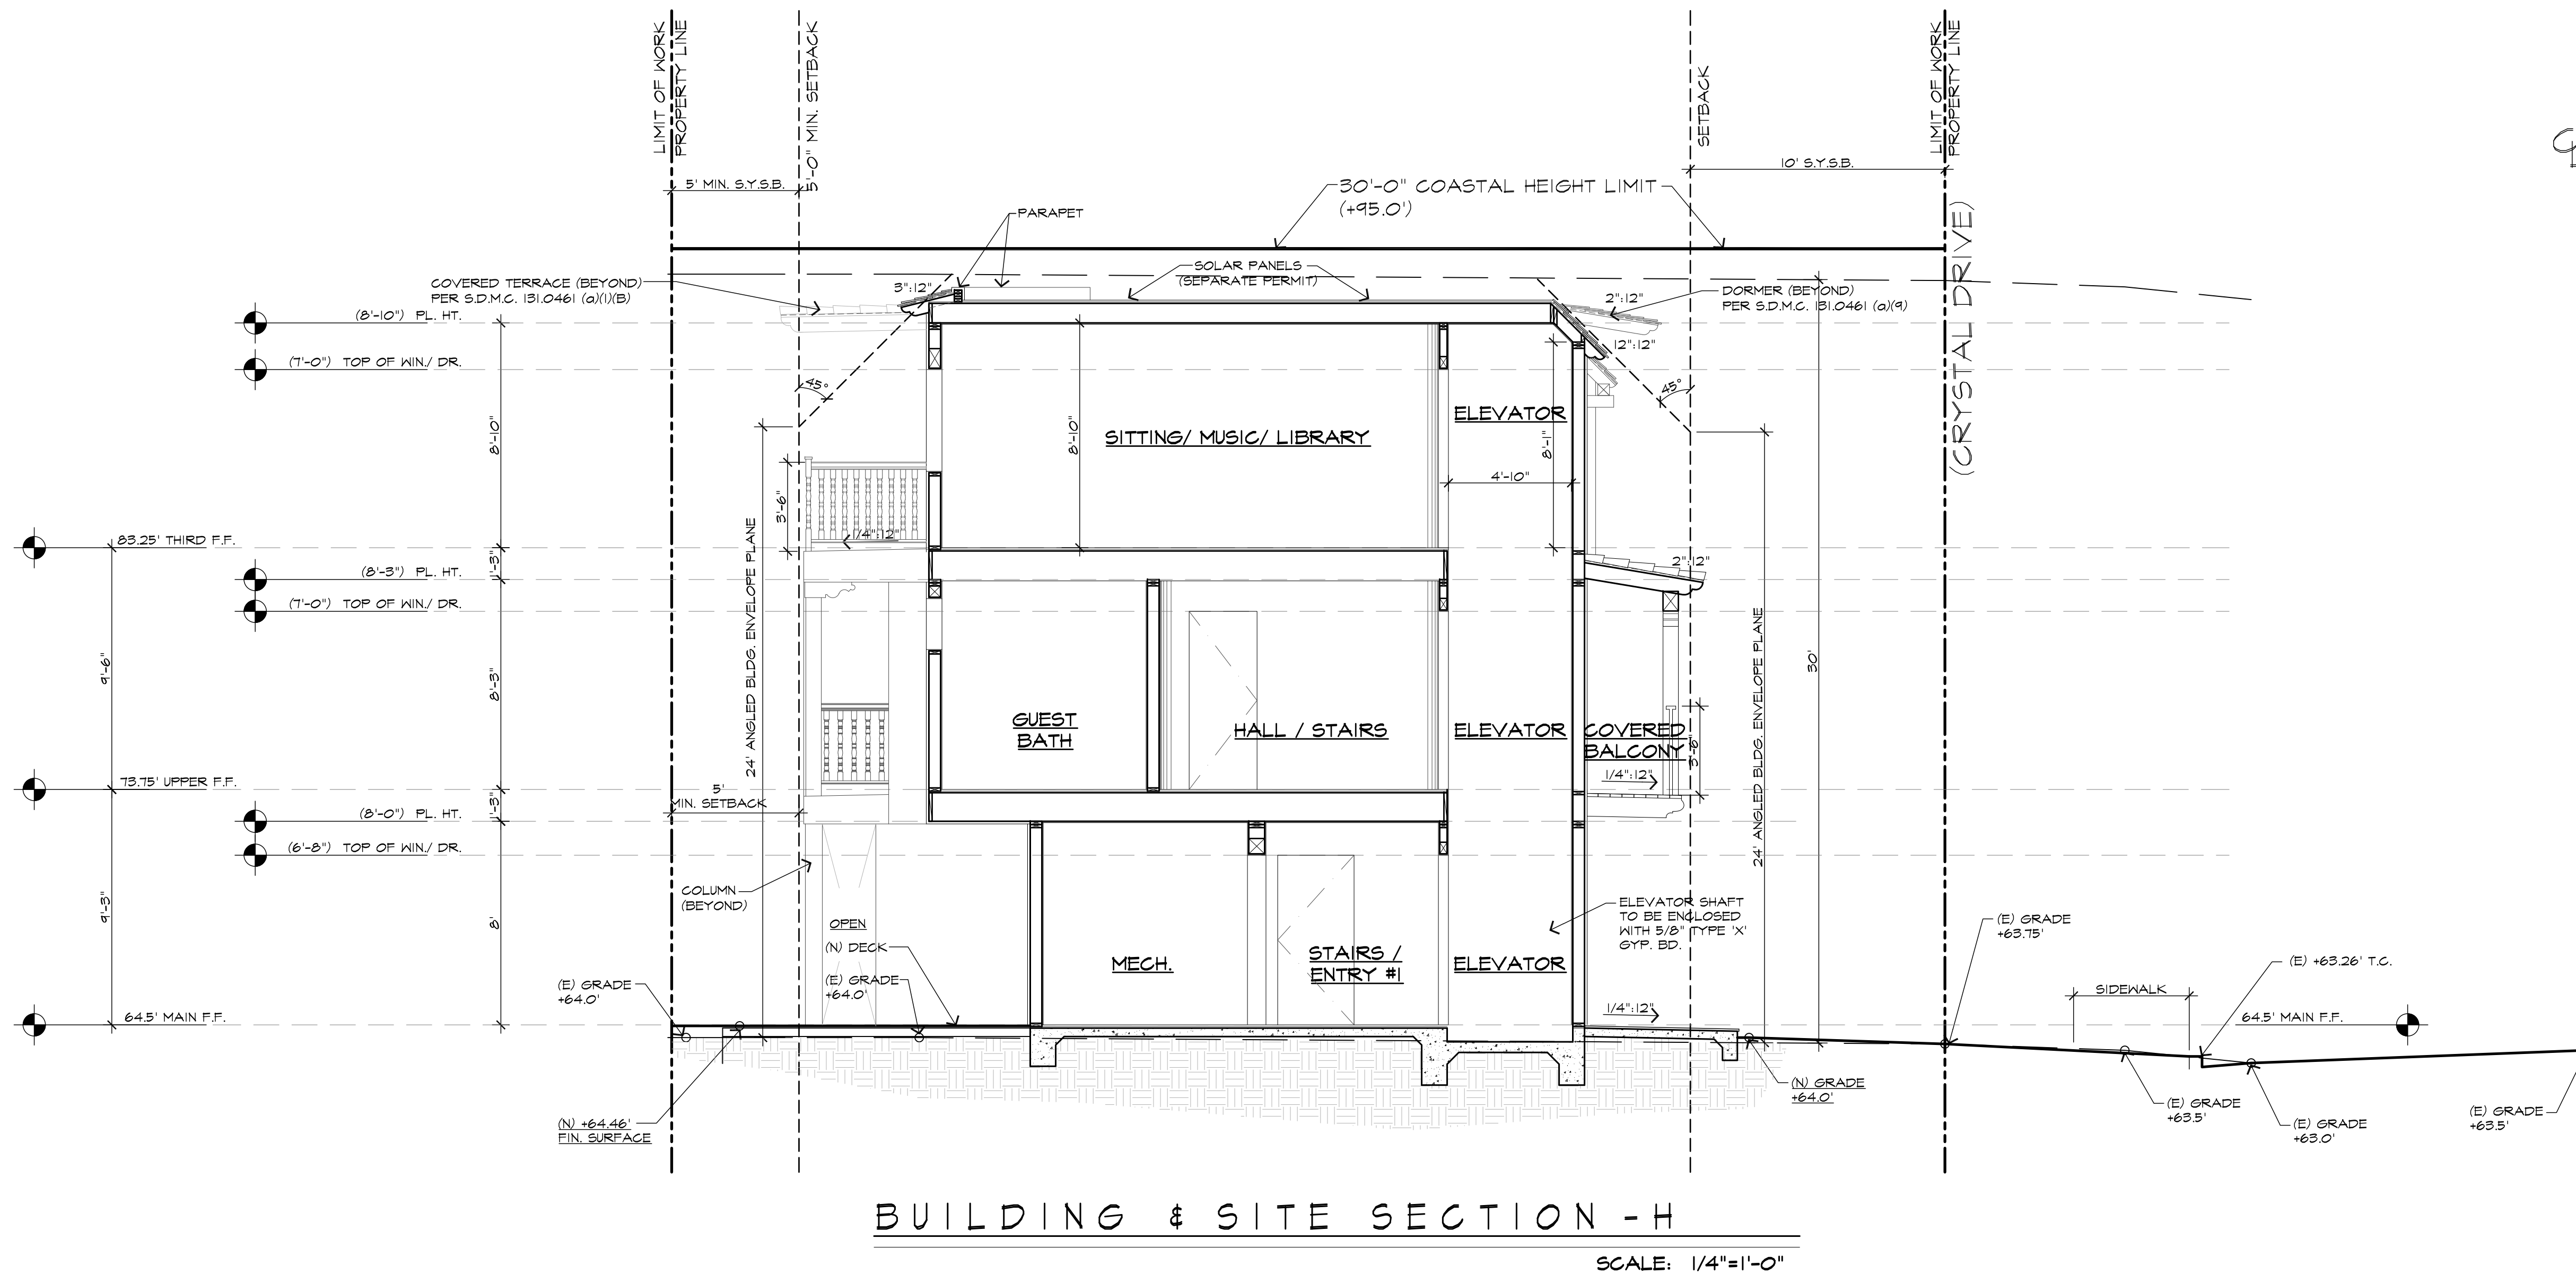 LIMIT OF WORK
PROPERTY LINE
5'-0" MIN. SETBACK
SETBACK
LIMIT OF WORK
PROPERTY LINE
(CRYSTAL DRIVE)
5' MIN. S.Y.S.B.
10' S.Y.S.B.
30'-0" COASTAL HEIGHT LIMIT
(+95.0')
PARAPET
SOLAR PANELS
(SEPARATE PERMIT)
COVERED TERRACE (BEYOND)
PER S.D.M.C. 131.0461 (a)(1)(B)
3":12"
2":12"
DORMER (BEYOND)
PER S.D.M.C. 131.0461 (a)(9)
12":12"
45°
45°
(8'-10") PL. HT.
(7'-0") TOP OF WIN./ DR.
8'-10"
8'-10"
8'-1"
ELEVATOR
SITTING/ MUSIC/ LIBRARY
4'-10"
3'-6"
1/4":12"
24' ANGLED BLDG. ENVELOPE PLANE
83.25' THIRD F.F.
(8'-3") PL. HT.
1'-3"
(7'-0") TOP OF WIN./ DR.
2":12"
9'-6"
8'-3"
30'
24' ANGLED BLDG. ENVELOPE PLANE
GUEST
BATH
HALL / STAIRS
ELEVATOR
COVERED
BALCONY
3'-6"
1/4":12"
73.75' UPPER F.F.
5'
MIN. SETBACK
(8'-0") PL. HT.
1'-3"
(6'-8") TOP OF WIN./ DR.
9'-3"
8'
COLUMN
(BEYOND)
OPEN
(N) DECK
(E) GRADE
+64.0'
(E) GRADE
+64.0'
MECH.
STAIRS /
ENTRY #1
ELEVATOR
ELEVATOR SHAFT
TO BE ENCLOSED
WITH 5/8" TYPE 'X'
GYP. BD.
1/4":12"
(E) GRADE
+63.75'
(E) +63.26' T.C.
SIDEWALK
64.5' MAIN F.F.
64.5' MAIN F.F.
(N) +64.46'
FIN. SURFACE
(N) GRADE
+64.0'
(E) GRADE
+63.5'
(E) GRADE
+63.0'
(E) GRADE
+63.5'
BUILDING & SITE SECTION - H
SCALE: 1/4"=1'-0"